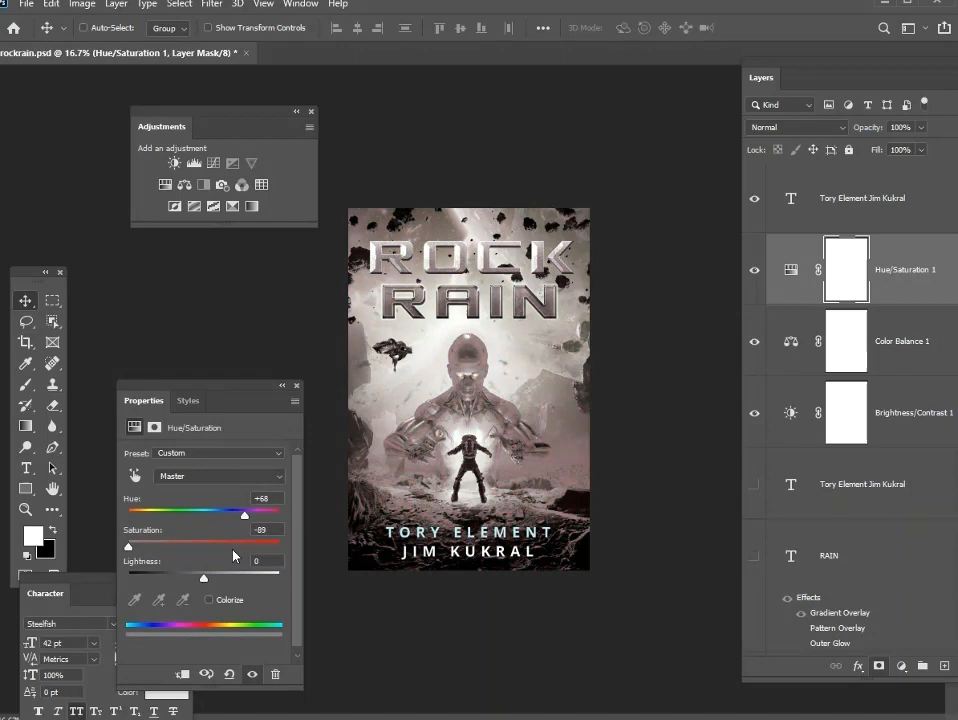 File Edit Image Layer Type Select Filter 3D View Window Help
Auto-Select: Group Show Transform Controls 3D Mode:
rockrain.psd @ 16.7% (Hue/Saturation 1, Layer Mask/8) *
Layers
Kind
Normal Opacity: 100%
Lock: Fill: 100%
Tory Element Jim Kukral
Hue/Saturation 1
Color Balance 1
Brightness/Contrast 1
Tory Element Jim Kukral
RAIN
Effects
Gradient Overlay
Pattern Overlay
Outer Glow
Adjustments
Add an adjustment
ROCK
RAIN
TORY ELEMENT
JIM KUKRAL
Properties Styles
Hue/Saturation
Preset: Custom
Master
Hue: +68
Saturation: -89
Lightness: 0
Colorize
Character
Steelfish
42 pt
Metrics
100%
0 pt Color: